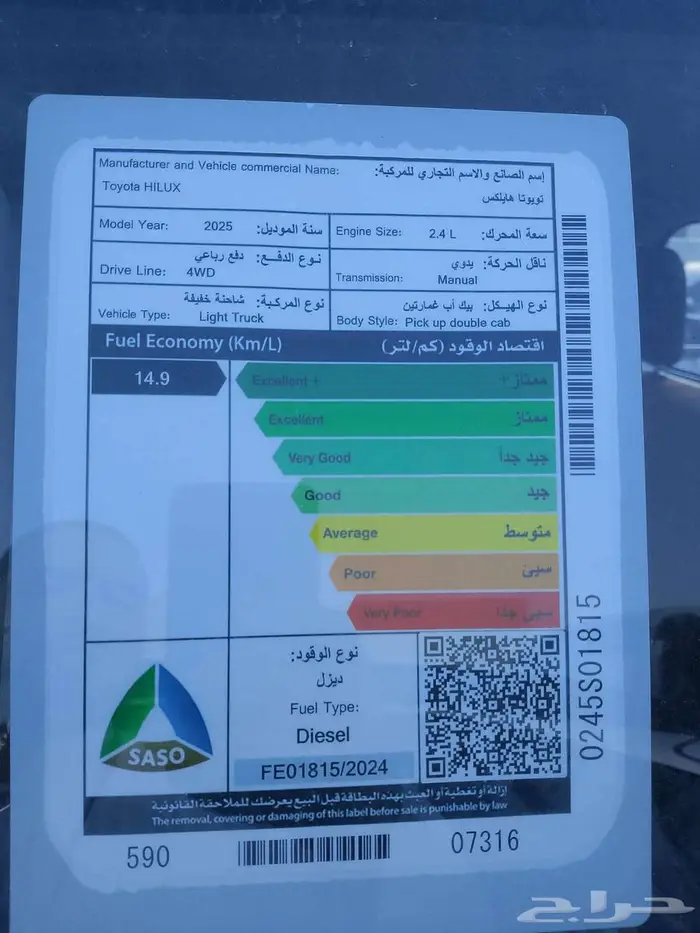 Manufacturer and Vehicle commercial Name: إسم الصانع والاسم التجاري للمركبة:
Toyota HILUX تويوتا هايلكس
Model Year: 2025 سنة الموديل:
Engine Size: 2.4 L سعة المحرك:
نوع الدفع: دفع رباعي
Drive Line: 4WD
ناقل الحركة: يدوي
Transmission: Manual
نوع المركبة: شاحنة خفيفة
Vehicle Type: Light Truck
نوع الهيكل: بيك أب غمارتين
Body Style: Pick up double cab
Fuel Economy (Km/L) اقتصاد الوقود (كم/لتر)
14.9
Excellent + ممتاز +
Excellent ممتاز
Very Good جيد جداً
Good جيد
Average متوسط
Poor سيئ
Very Poor سيئ جدا
SASO
نوع الوقود:
ديزل
Fuel Type:
Diesel
FE01815/2024
إزالة أو تغطية أو العبث بهذه البطاقة قبل البيع يعرضك للملاحقة القانونية
The removal, covering or damaging of this label before sale is punishable by law
590 07316
0245S01815
حراج